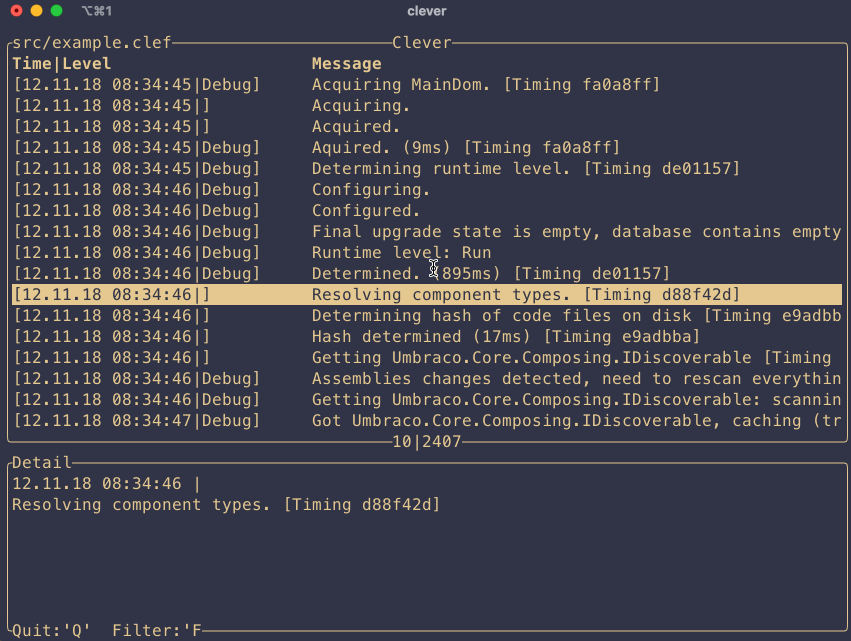 ⌥⌘1 clever
src/example.clef Clever
Time|Level Message
[12.11.18 08:34:45|Debug] Acquiring MainDom. [Timing fa0a8ff]
[12.11.18 08:34:45|] Acquiring.
[12.11.18 08:34:45|] Acquired.
[12.11.18 08:34:45|Debug] Aquired. (9ms) [Timing fa0a8ff]
[12.11.18 08:34:45|Debug] Determining runtime level. [Timing de01157]
[12.11.18 08:34:46|Debug] Configuring.
[12.11.18 08:34:46|Debug] Configured.
[12.11.18 08:34:46|Debug] Final upgrade state is empty, database contains empty
[12.11.18 08:34:46|Debug] Runtime level: Run
[12.11.18 08:34:46|Debug] Determined. (895ms) [Timing de01157]
[12.11.18 08:34:46|] Resolving component types. [Timing d88f42d]
[12.11.18 08:34:46|] Determining hash of code files on disk [Timing e9adbb
[12.11.18 08:34:46|] Hash determined (17ms) [Timing e9adbba]
[12.11.18 08:34:46|] Getting Umbraco.Core.Composing.IDiscoverable [Timing
[12.11.18 08:34:46|Debug] Assemblies changes detected, need to rescan everythin
[12.11.18 08:34:46|Debug] Getting Umbraco.Core.Composing.IDiscoverable: scannin
[12.11.18 08:34:47|Debug] Got Umbraco.Core.Composing.IDiscoverable, caching (tr
10|2407
Detail
12.11.18 08:34:46 |
Resolving component types. [Timing d88f42d]
Quit:'Q' Filter:'F